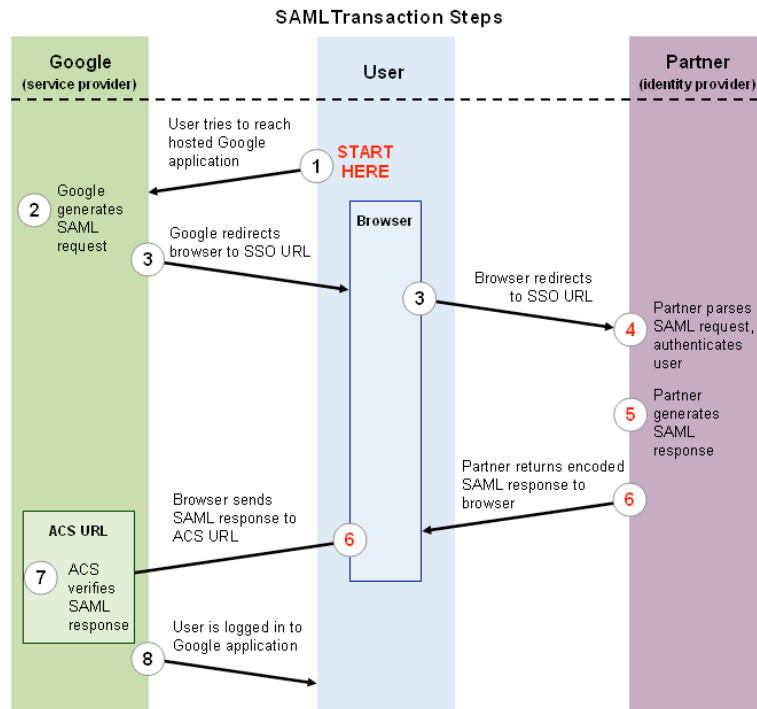 SAML Transaction Steps
Google
(service provider)
User
Partner
(identity provider)
User tries to reach
hosted Google
application
1
START
HERE
2
Google
generates
SAML
request
3
Google redirects
browser to SSO URL
Browser
3
Browser redirects
to SSO URL
4
Partner parses
SAML request,
authenticates
user
5
Partner
generates
SAML
response
Partner returns encoded
SAML response to
browser
6
Browser sends
SAML response to
ACS URL
6
ACS URL
7
ACS
verifies
SAML
response
8
User is logged in to
Google application